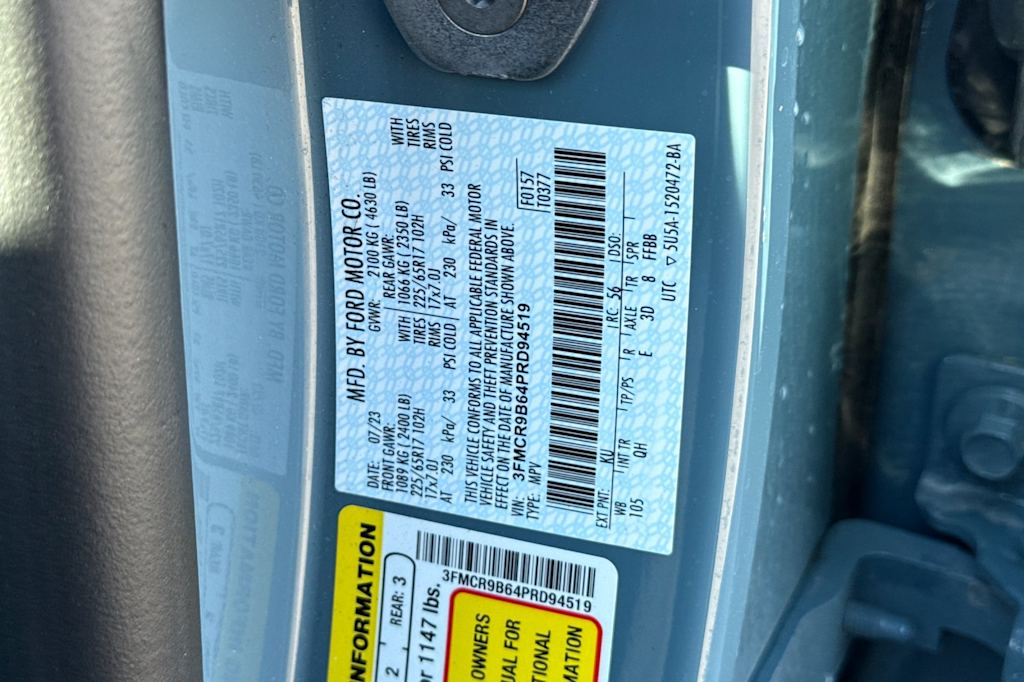 MFD. BY FORD MOTOR CO.
DATE: 07/23 GVWR: 2100 KG ( 4630 LB)
FRONT GAWR: REAR GAWR:
1089 KG ( 2400 LB) WITH 1066 KG ( 2350 LB) WITH
225/65R17 102H TIRES 225/65R17 102H TIRES
17x7.0J RIMS 17x7.0J RIMS
AT 230 kPa/ 33 PSI COLD AT 230 kPa/ 33 PSI COLD
THIS VEHICLE CONFORMS TO ALL APPLICABLE FEDERAL MOTOR
VEHICLE SAFETY AND THEFT PREVENTION STANDARDS IN
EFFECT ON THE DATE OF MANUFACTURE SHOWN ABOVE.
VIN: 3FMCR9B64PRD94519
TYPE: MPV
F0157
T0377
EXT PNT: KU RC: 56 DSO:
WB INT TR TP/PS R AXLE TR SPR
105 QH E 3D 8 FFBB
UTC ▽ 5U5A-1520472-BA
INFORMATION
2 REAR: 3
or 1147 lbs.
3FMCR9B64PRD94519
OWNERS
UAL FOR
TIONAL
MATION